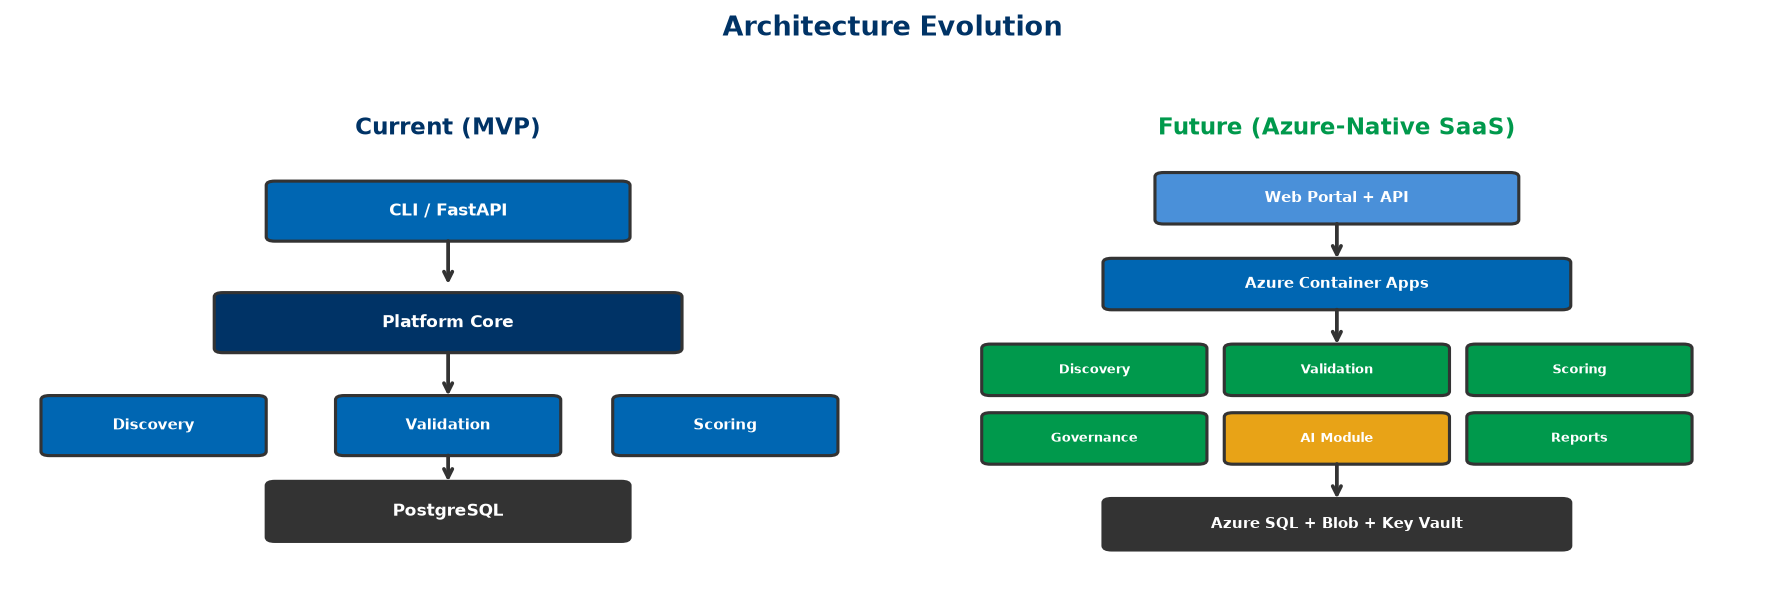 Architecture Evolution
Current (MVP)
CLI / FastAPI
Platform Core
Discovery
Validation
Scoring
PostgreSQL
Future (Azure-Native SaaS)
Web Portal + API
Azure Container Apps
Discovery
Validation
Scoring
Governance
AI Module
Reports
Azure SQL + Blob + Key Vault